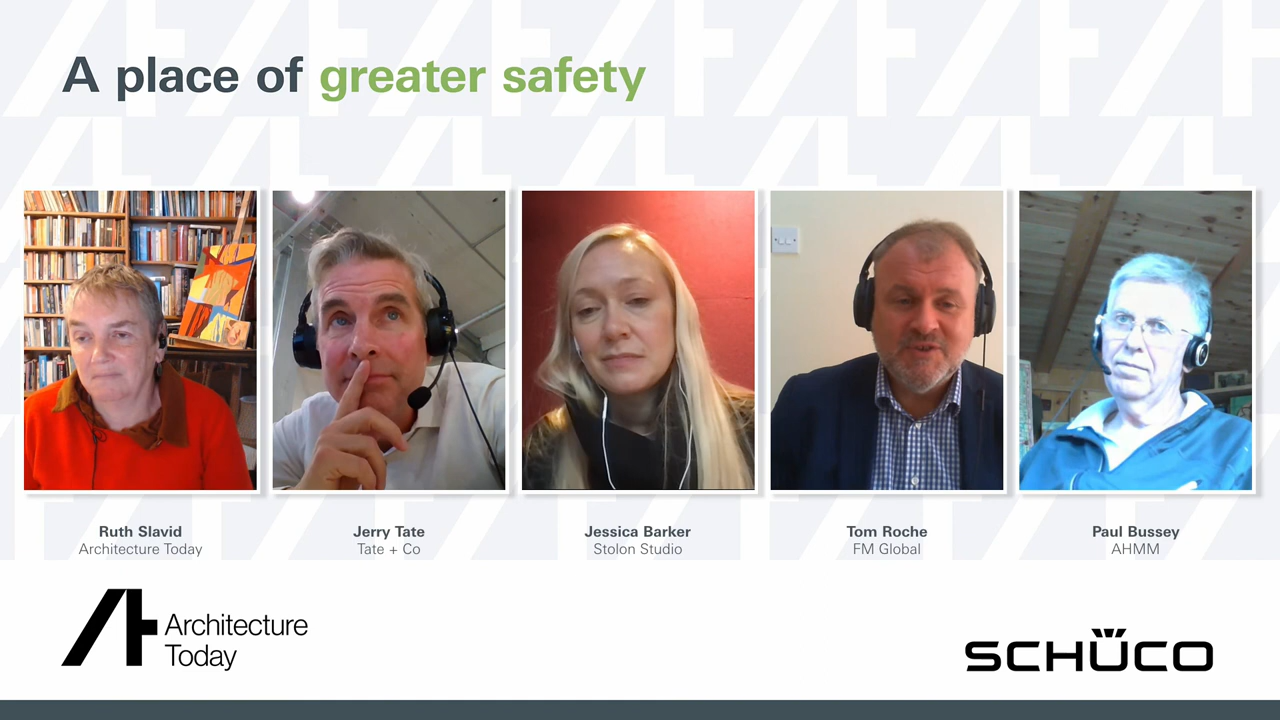 A place of greater safety
Ruth Slavid
Architecture Today
Jerry Tate
Tate + Co
Jessica Barker
Stolon Studio
Tom Roche
FM Global
Paul Bussey
AHMM
Architecture
Today
SCHÜCO